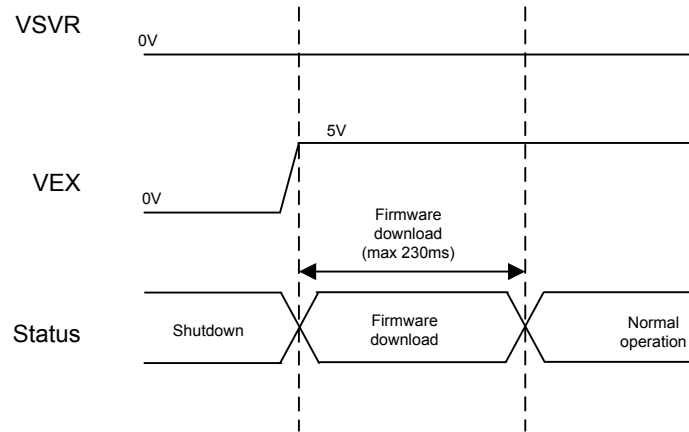 VSVR
0V
5V
VEX
0V
Firmware
download
(max 230ms)
Status
Shutdown
Firmware
download
Normal
operation